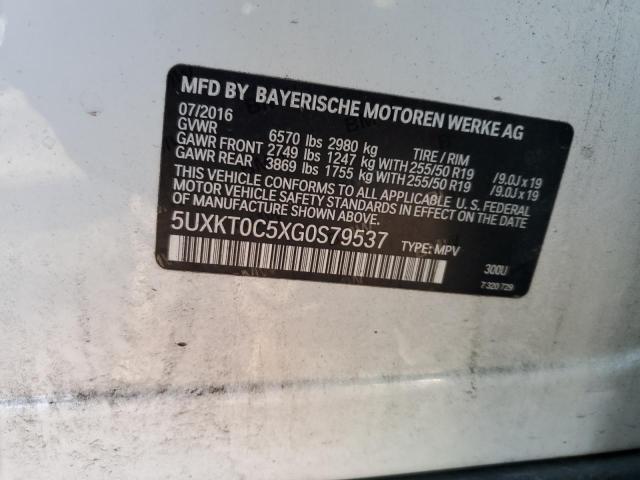 MFD BY BAYERISCHE MOTOREN WERKE AG
07/2016
GVWR 6570 lbs 2980 kg TIRE / RIM
GAWR FRONT 2749 lbs 1247 kg WITH 255/50 R19 /9.0J x 19
GAWR REAR 3869 lbs 1755 kg WITH 255/50 R19 /9.0J x 19
THIS VEHICLE CONFORMS TO ALL APPLICABLE U.S. FEDERAL
MOTOR VEHICLE SAFETY STANDARDS IN EFFECT ON THE DATE
OF MANUFACTURE SHOWN ABOVE.
5UXKT0C5XG0S79537 TYPE: MPV
300U
7 320 729